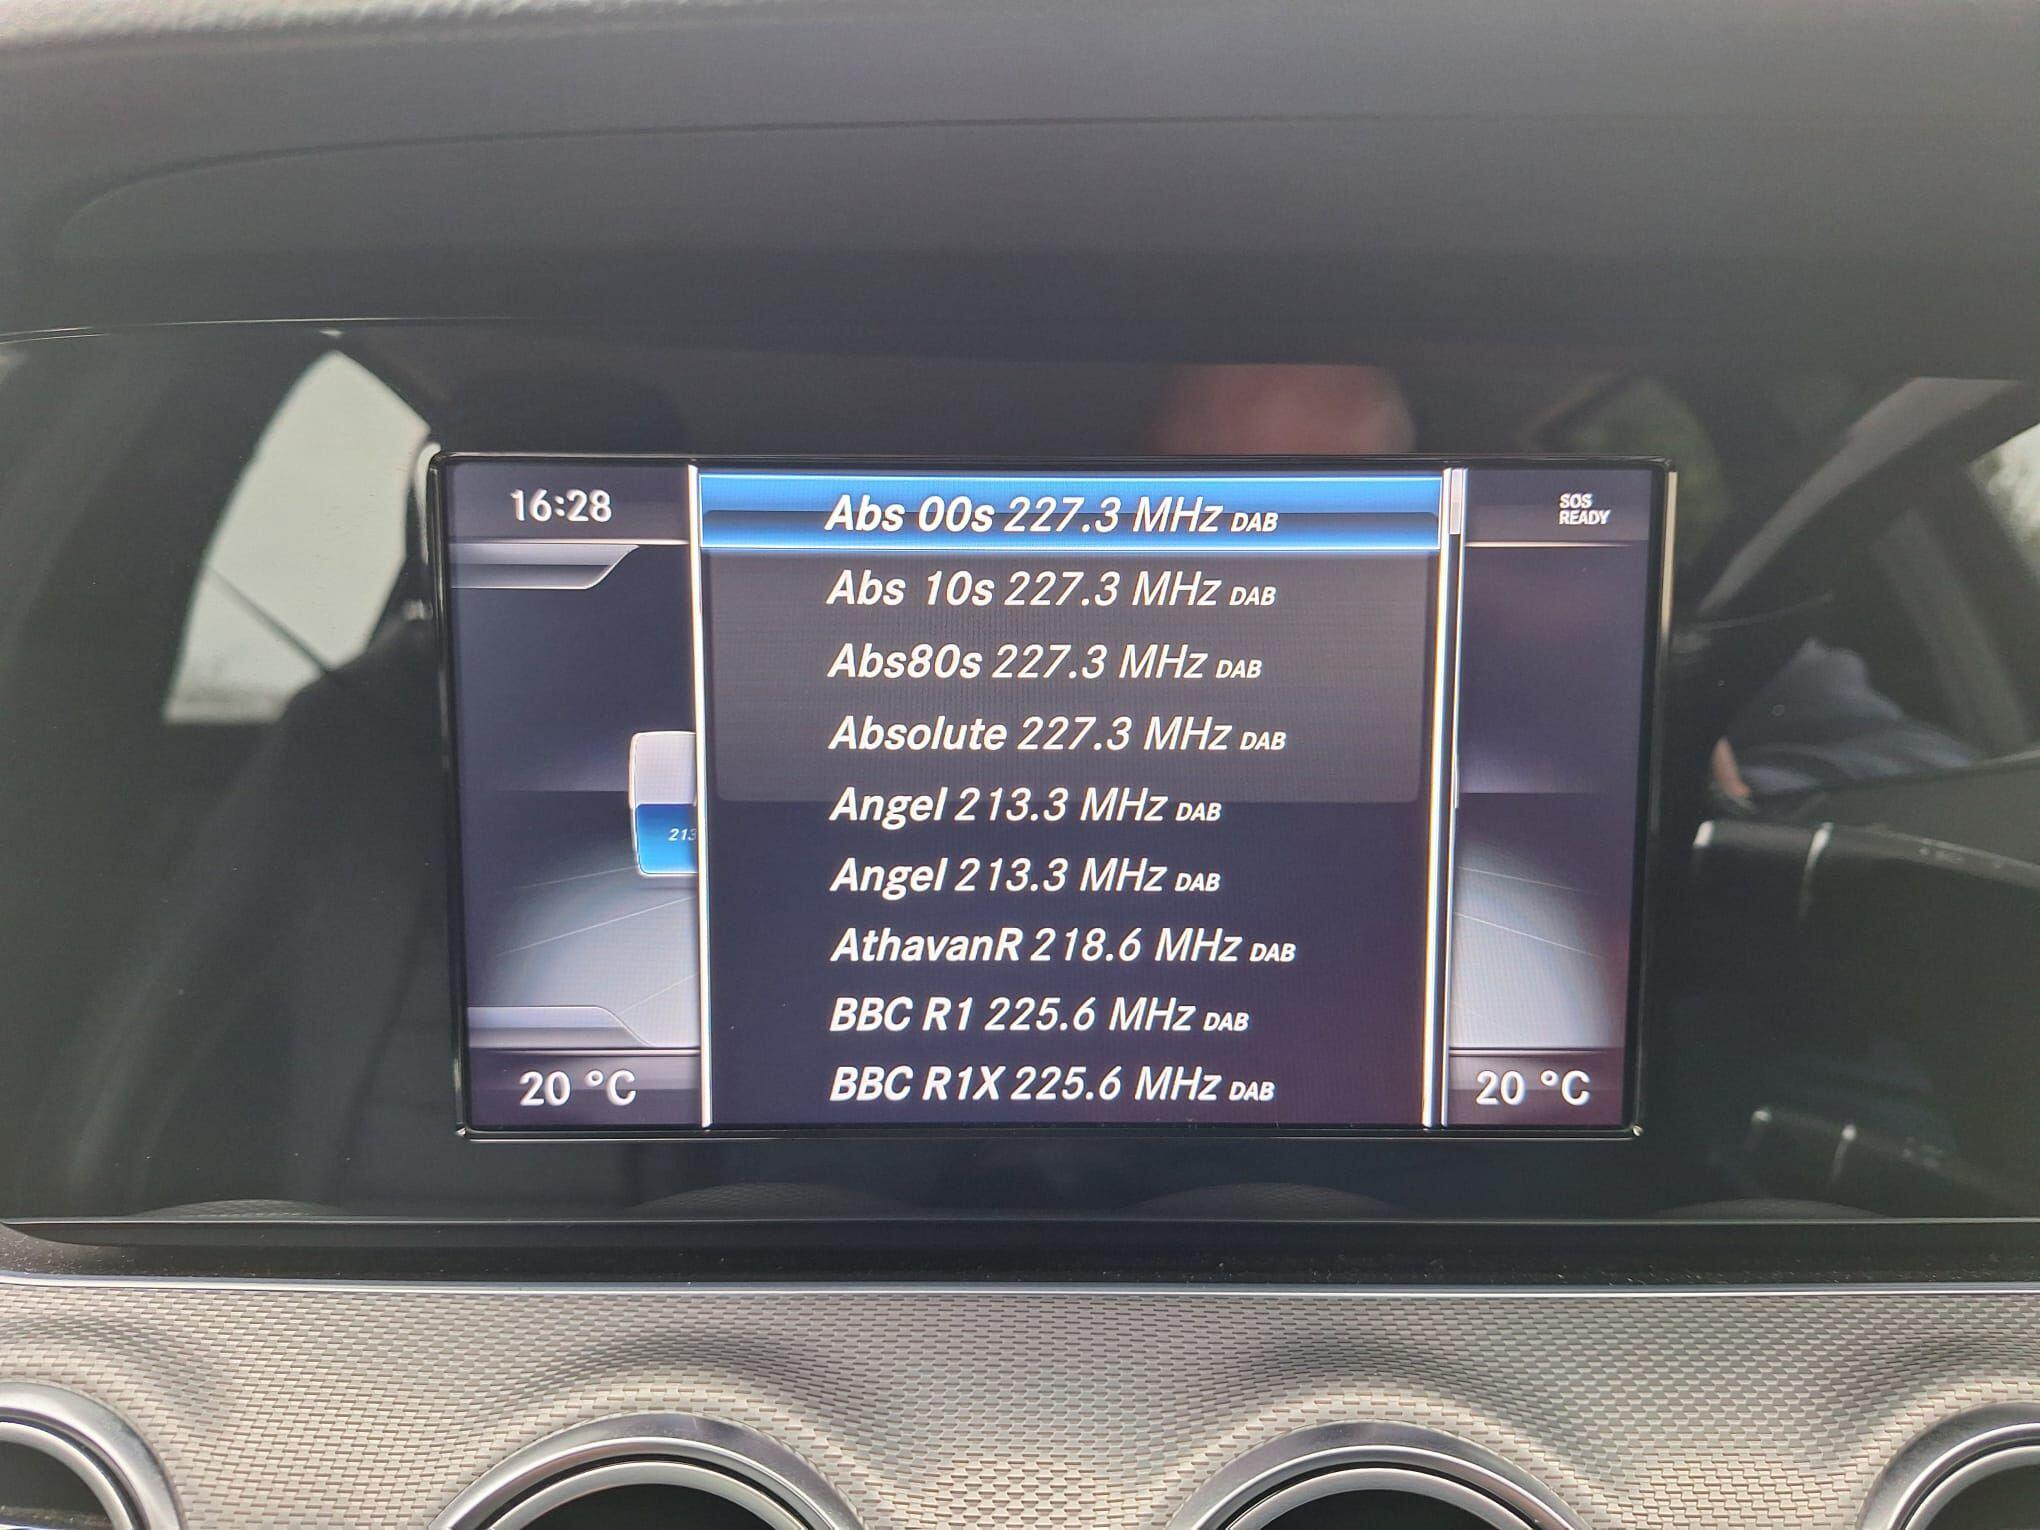 16:28
SOS
READY
Abs 00s 227.3 MHz DAB
Abs 10s 227.3 MHz DAB
Abs80s 227.3 MHz DAB
Absolute 227.3 MHz DAB
Angel 213.3 MHz DAB
Angel 213.3 MHz DAB
AthavanR 218.6 MHz DAB
BBC R1 225.6 MHz DAB
BBC R1X 225.6 MHz DAB
213
20 °C
20 °C